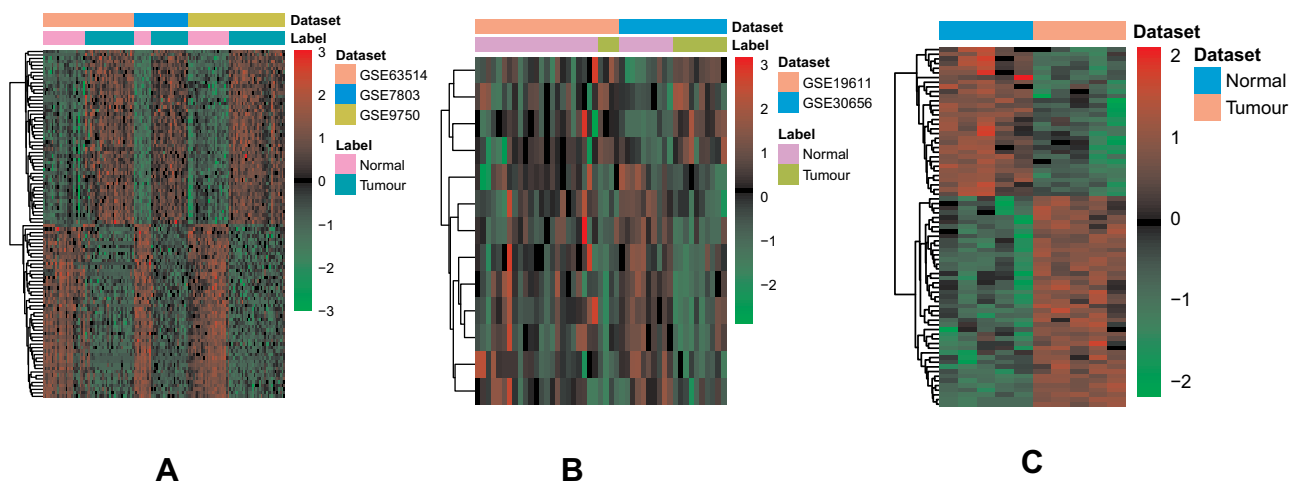 Dataset
Label
3
2
1
0
−1
−2
−3
Dataset
GSE63514
GSE7803
GSE9750
Label
Normal
Tumour
A
Dataset
Label
3
2
1
0
−1
−2
Dataset
GSE19611
GSE30656
Label
Normal
Tumour
B
Dataset
2
1
0
−1
−2
Dataset
Normal
Tumour
C